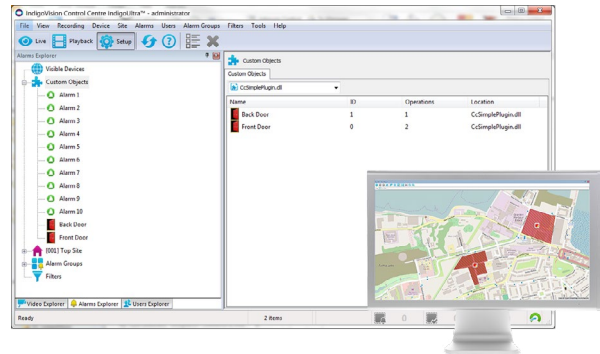 IndigoVision Control Centre IndigoUltra™ - administrator
File View Recording Device Site Alarms Users Alarm Groups Filters Tools Help
Live Playback Setup
Alarms Explorer
Visible Devices
Custom Objects
Alarm 1
Alarm 2
Alarm 3
Alarm 4
Alarm 5
Alarm 6
Alarm 7
Alarm 8
Alarm 9
Alarm 10
Back Door
Front Door
[001] Top Site
Alarm Groups
Filters
Video Explorer Alarms Explorer Users Explorer
Custom Objects
Custom Objects
CcSimplePlugin.dll
Name ID Operations Location
Back Door 1 1 CcSimplePlugin.dll
Front Door 0 2 CcSimplePlugin.dll
Ready 2 items 0